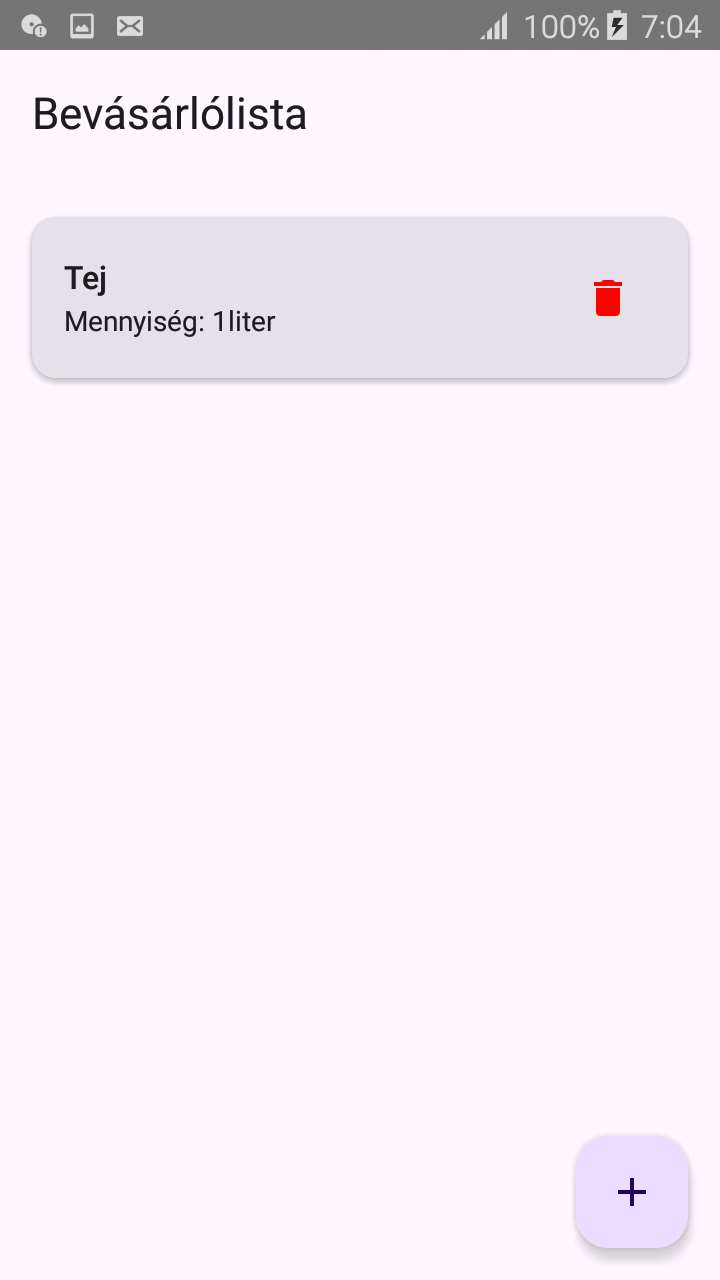 100% 7:04
Bevásárlólista
Tej
Mennyiség: 1liter